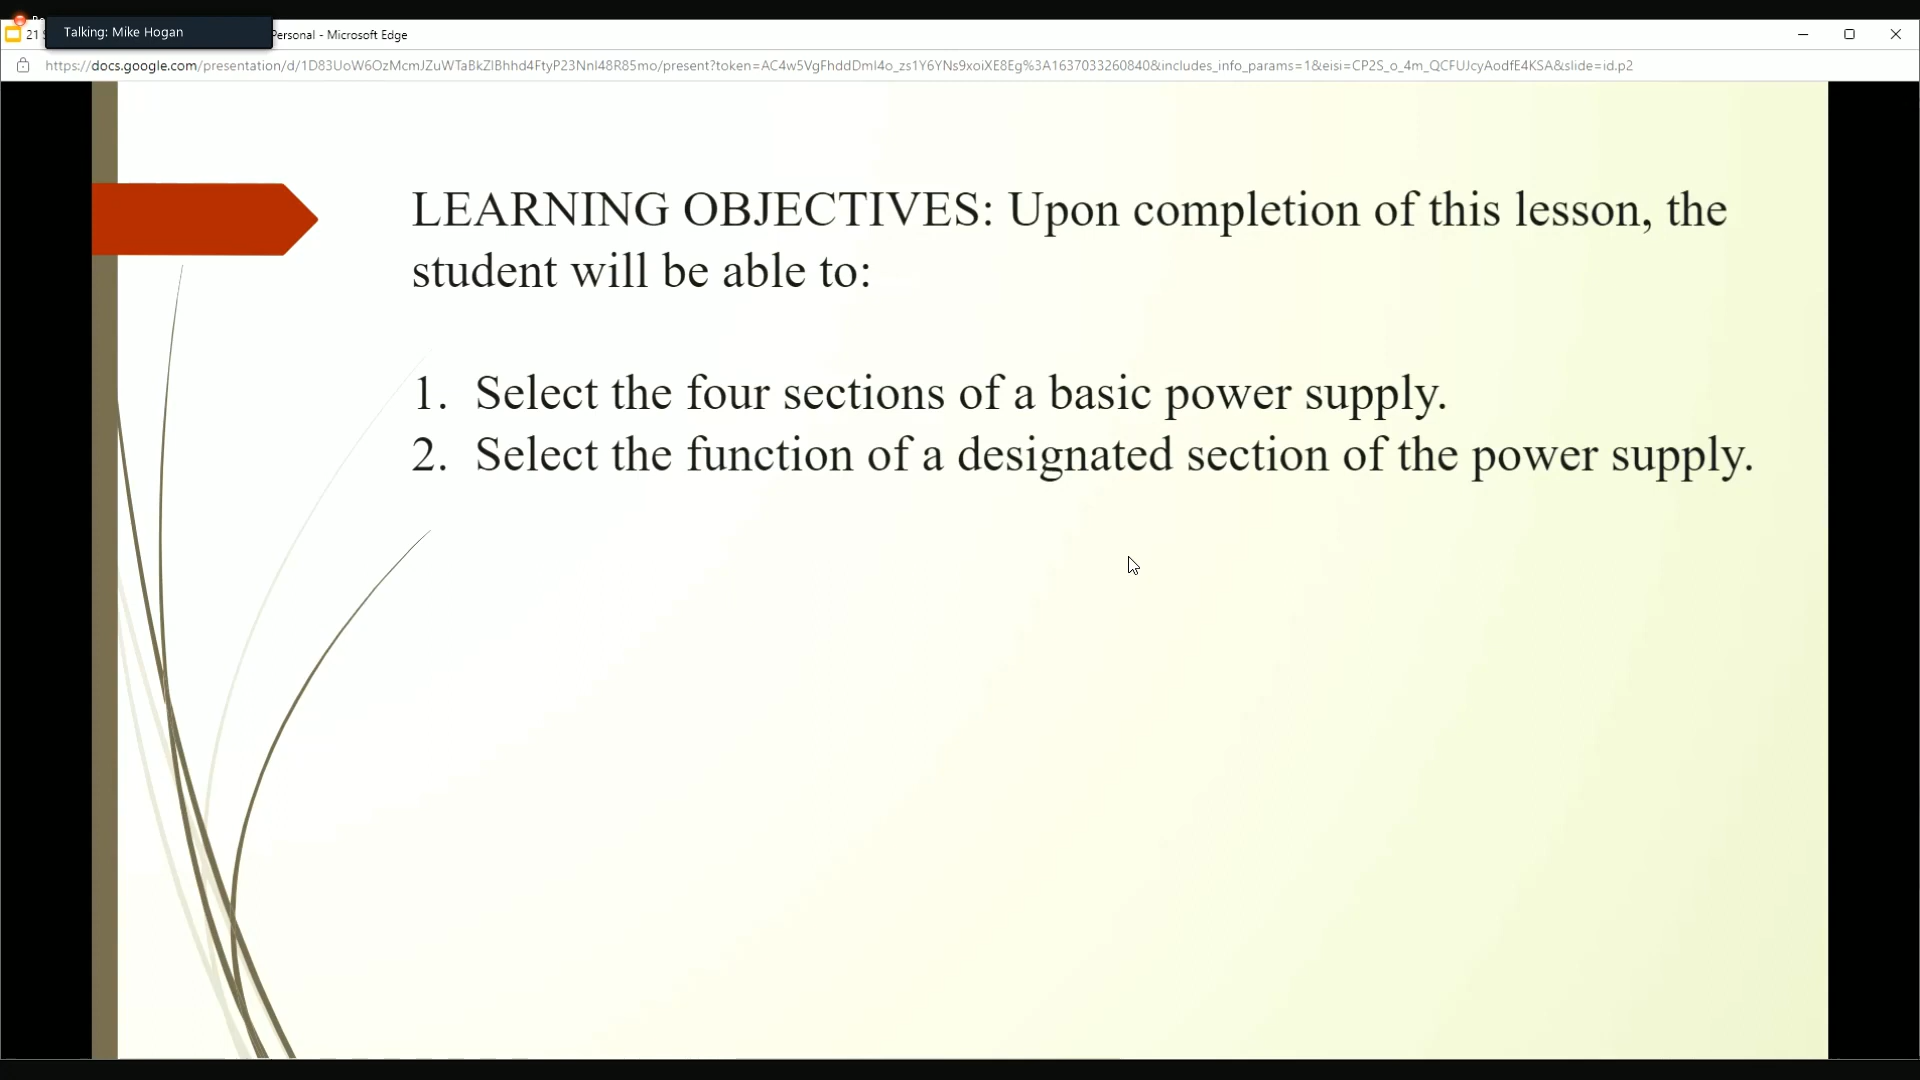 Talking: Mike Hogan
21
Personal - Microsoft Edge
https://docs.google.com/presentation/d/1D83UoW6OzMcmJZuWTaBkZlBhhd4FtyP23NnI48R85mo/present?token=AC4w5VgFhddDmI4o_zs1Y6YNs9xoiXE8Eg%3A1637033260840&includes_info_params=1&eisi=CP2S_o_4m_QCFUJcyAodfE4KSA&slide=id.p2
LEARNING OBJECTIVES: Upon completion of this lesson, the
student will be able to:
1. Select the four sections of a basic power supply.
2. Select the function of a designated section of the power supply.